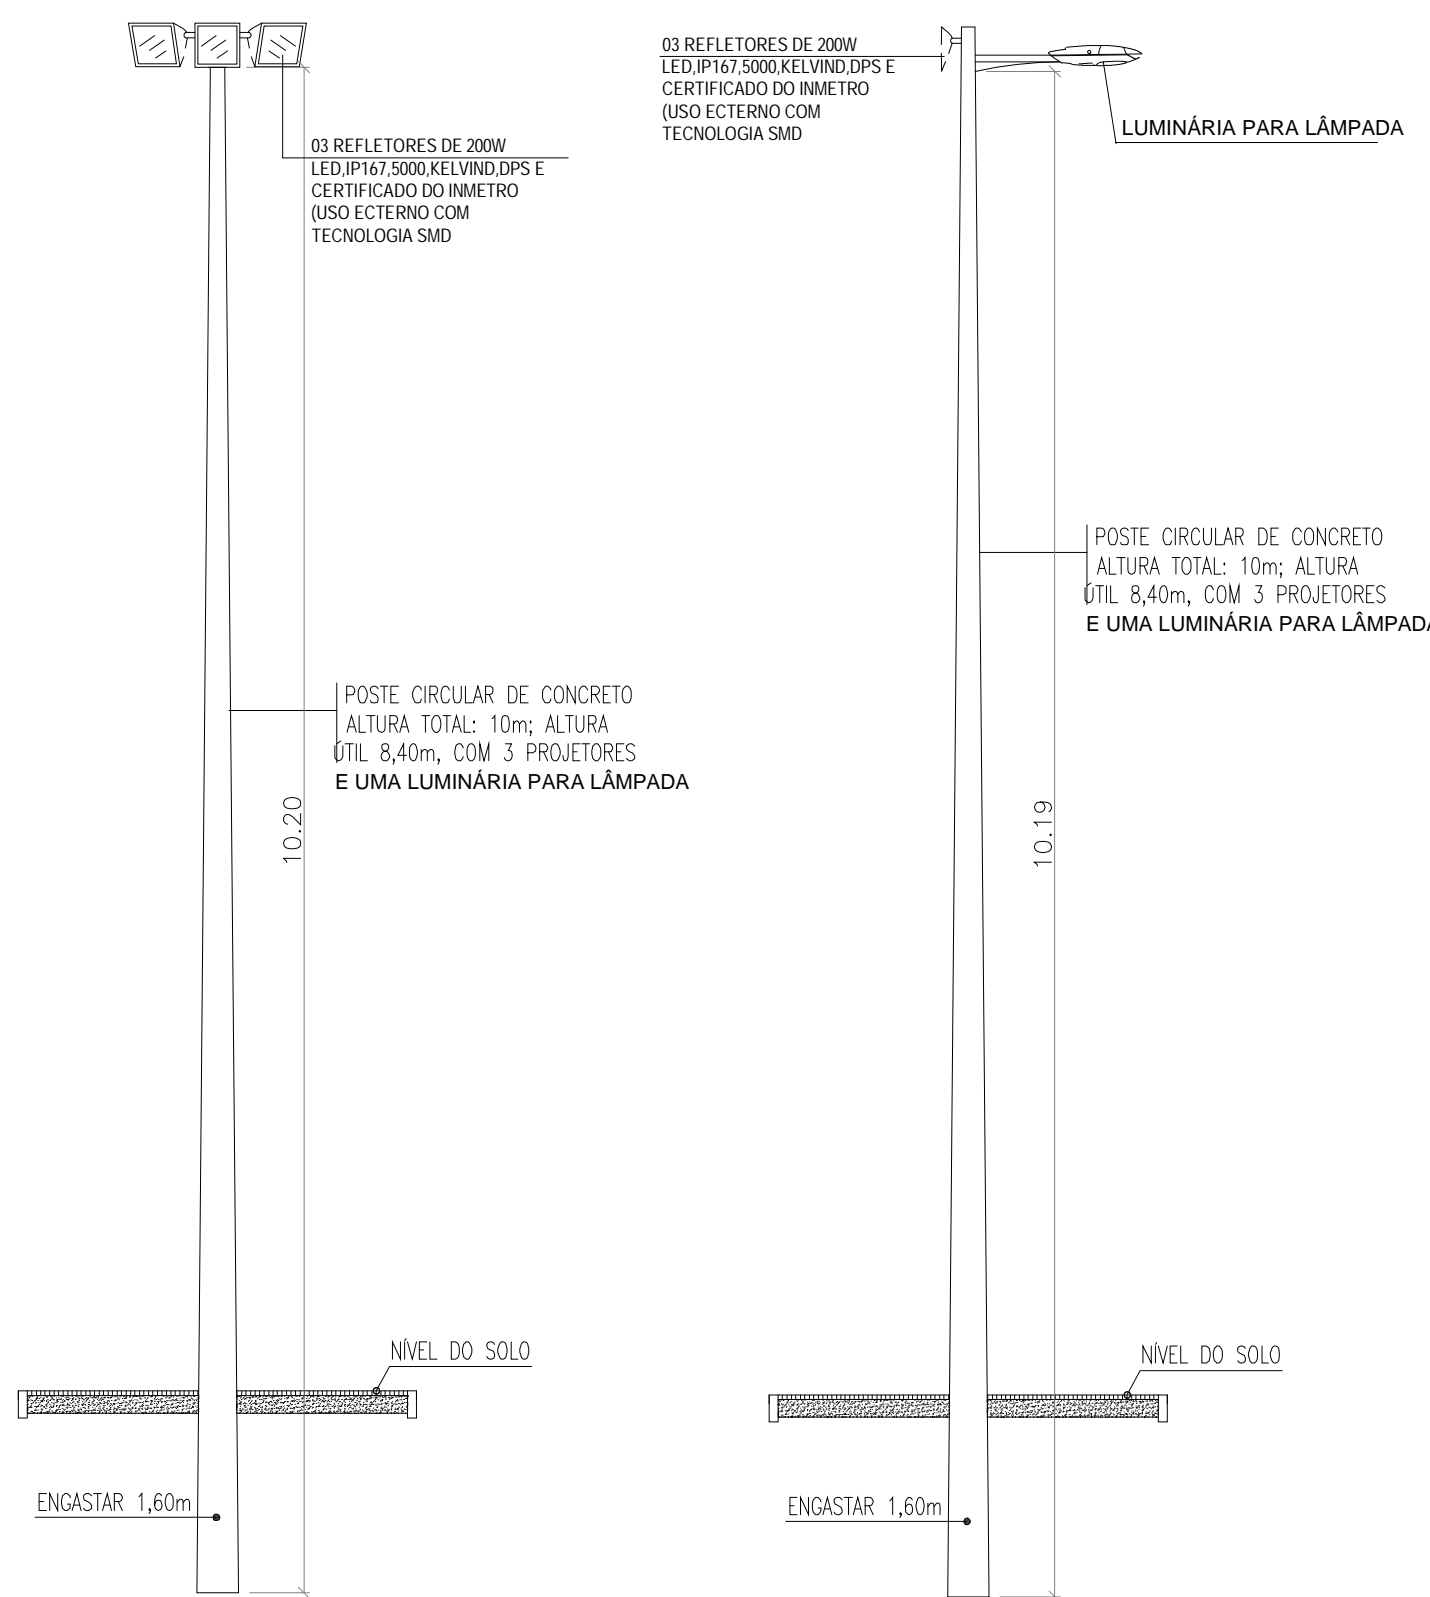 03 REFLETORES DE 200W
LED,IP167,5000,KELVIND,DPS E
CERTIFICADO DO INMETRO
(USO ECTERNO COM
TECNOLOGIA SMD
POSTE CIRCULAR DE CONCRETO
ALTURA TOTAL: 10m; ALTURA
ÚTIL 8,40m, COM 3 PROJETORES
E UMA LUMINÁRIA PARA LÂMPADA
10.20
NÍVEL DO SOLO
ENGASTAR 1,60m
03 REFLETORES DE 200W
LED,IP167,5000,KELVIND,DPS E
CERTIFICADO DO INMETRO
(USO ECTERNO COM
TECNOLOGIA SMD
LUMINÁRIA PARA LÂMPADA
POSTE CIRCULAR DE CONCRETO
ALTURA TOTAL: 10m; ALTURA
ÚTIL 8,40m, COM 3 PROJETORES
E UMA LUMINÁRIA PARA LÂMPADA
10.19
NÍVEL DO SOLO
ENGASTAR 1,60m